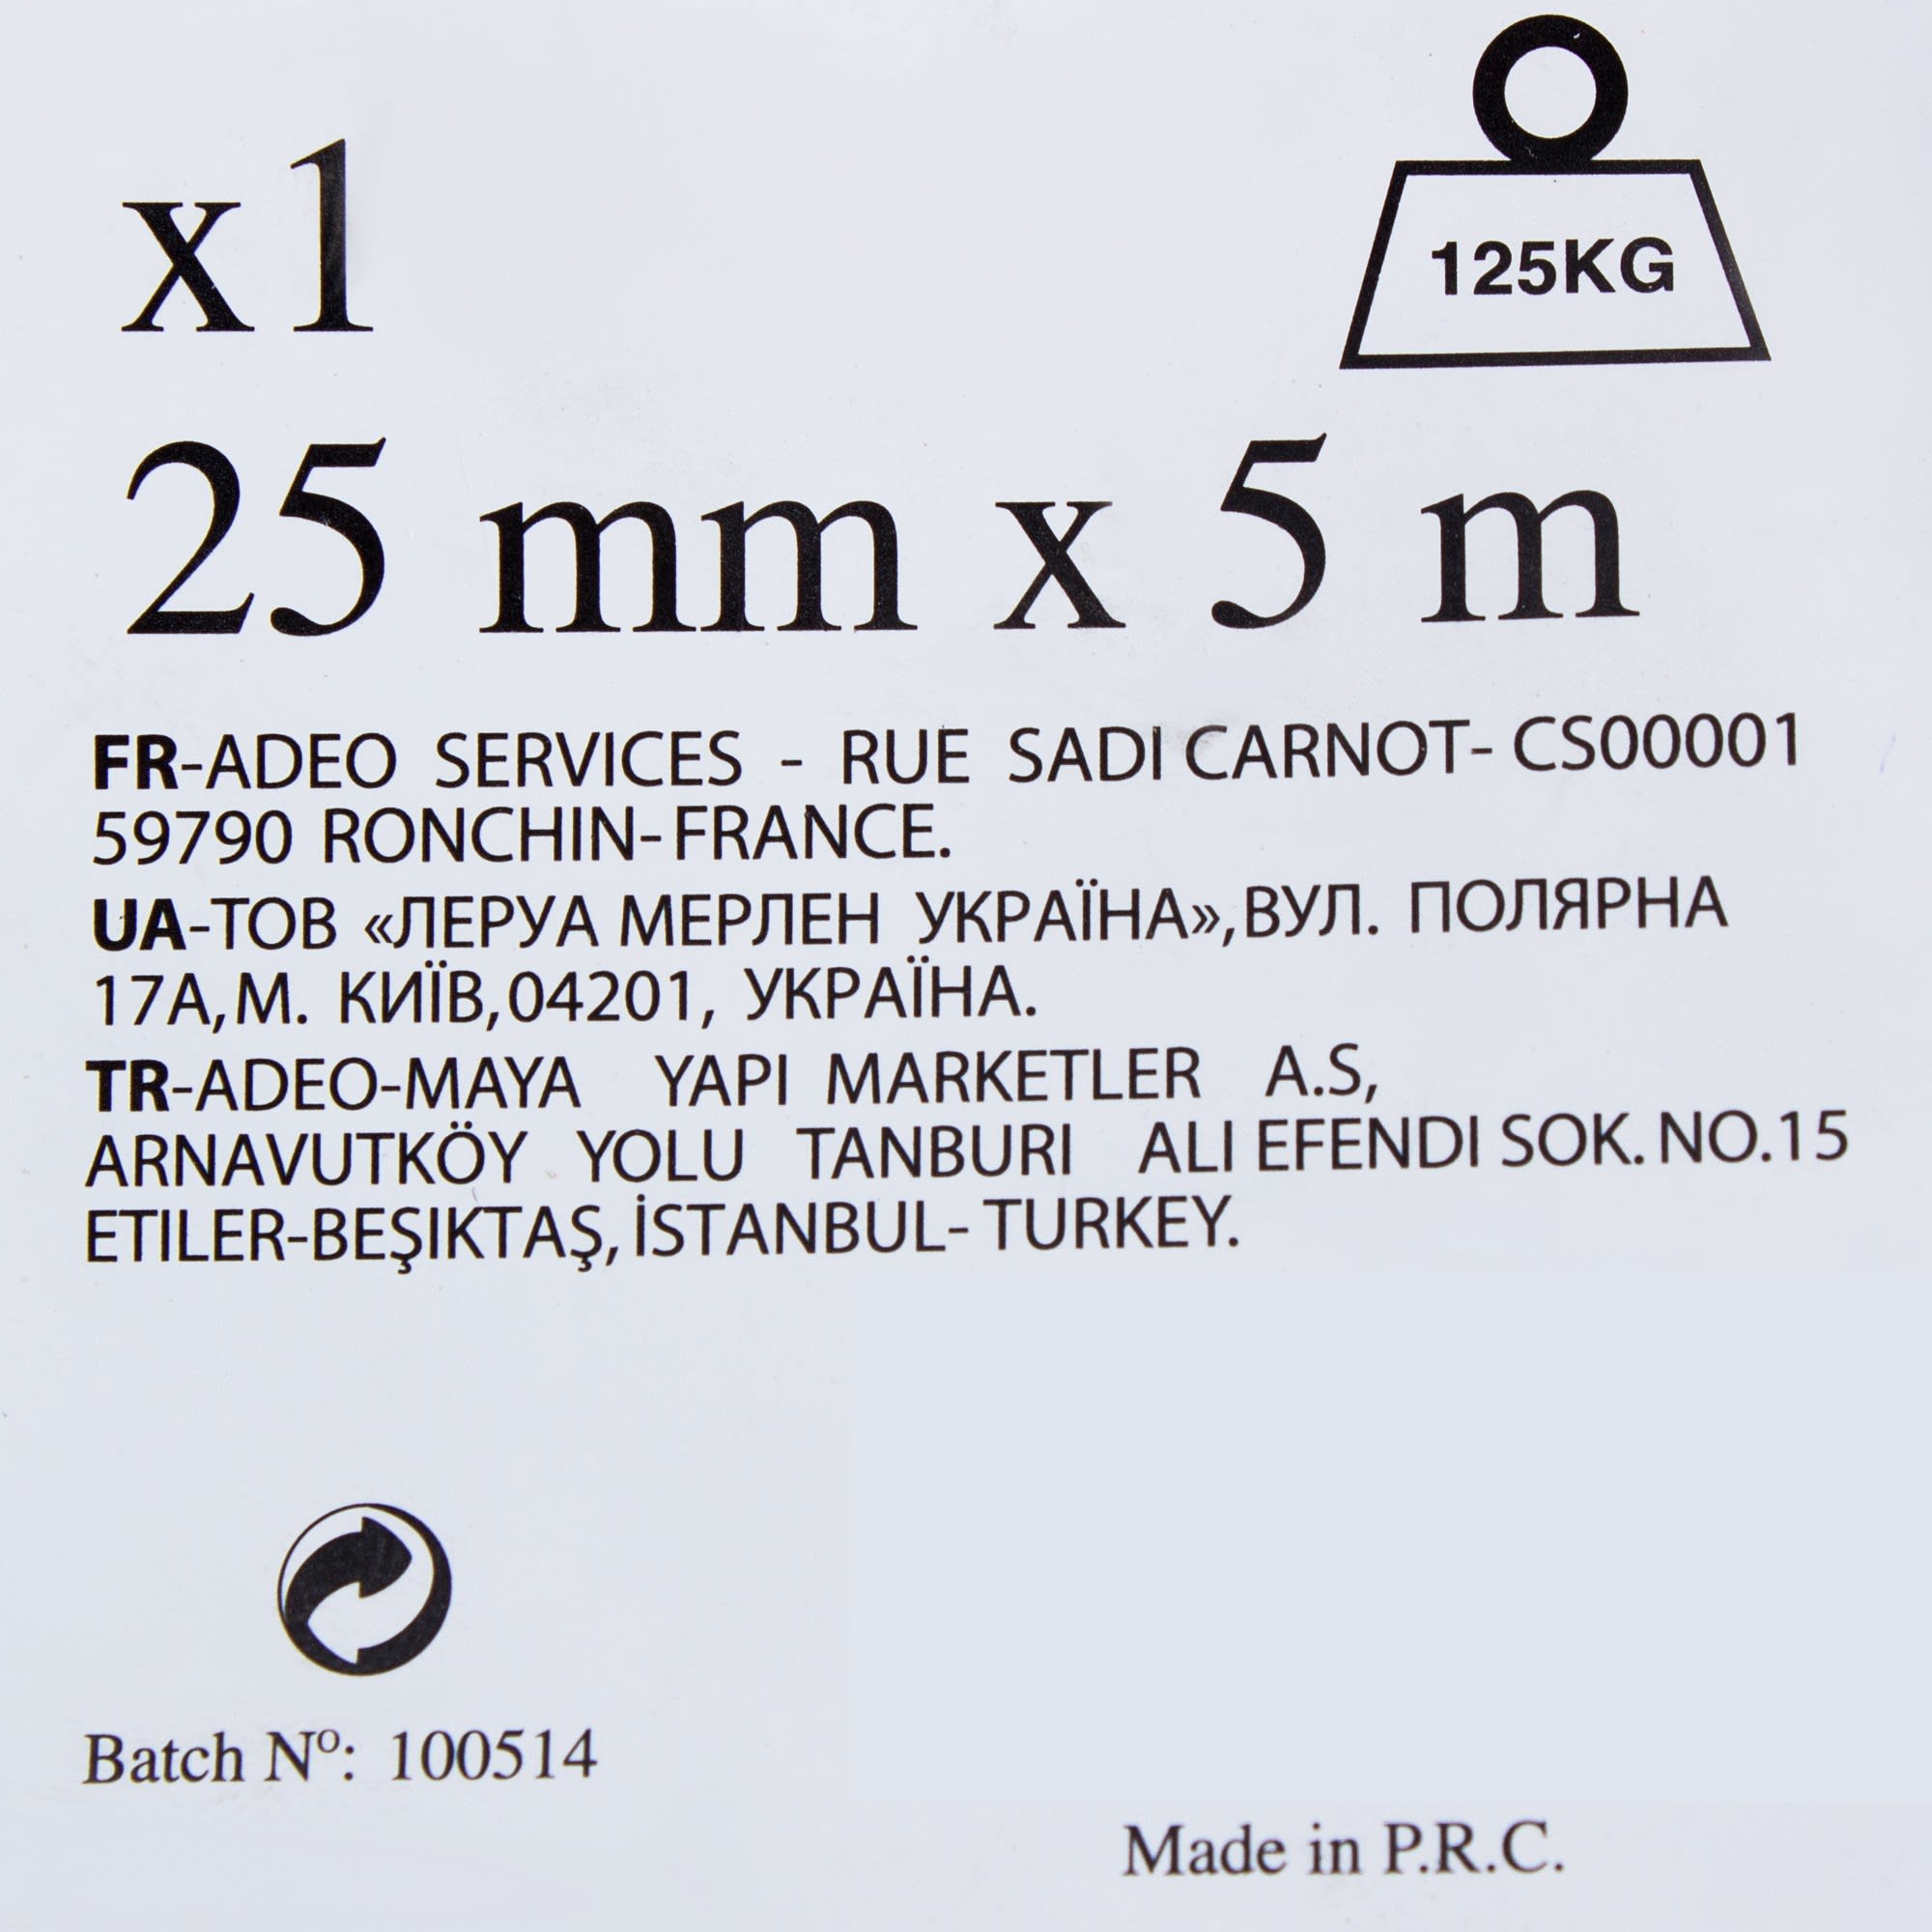 x1
125KG
25 mm x 5 m
FR-ADEO SERVICES - RUE SADI CARNOT- CS00001
59790 RONCHIN-FRANCE.
UA-ТОВ «ЛЕРУА МЕРЛЕН УКРАЇНА»,ВУЛ. ПОЛЯРНА
17А,М. КИЇВ,04201, УКРАЇНА.
TR-ADEO-MAYA YAPI MARKETLER A.S,
ARNAVUTKÖY YOLU TANBURI ALI EFENDI SOK. NO.15
ETILER-BEŞIKTAŞ,İSTANBUL- TURKEY.
Batch Nº: 100514
Made in P.R.C.